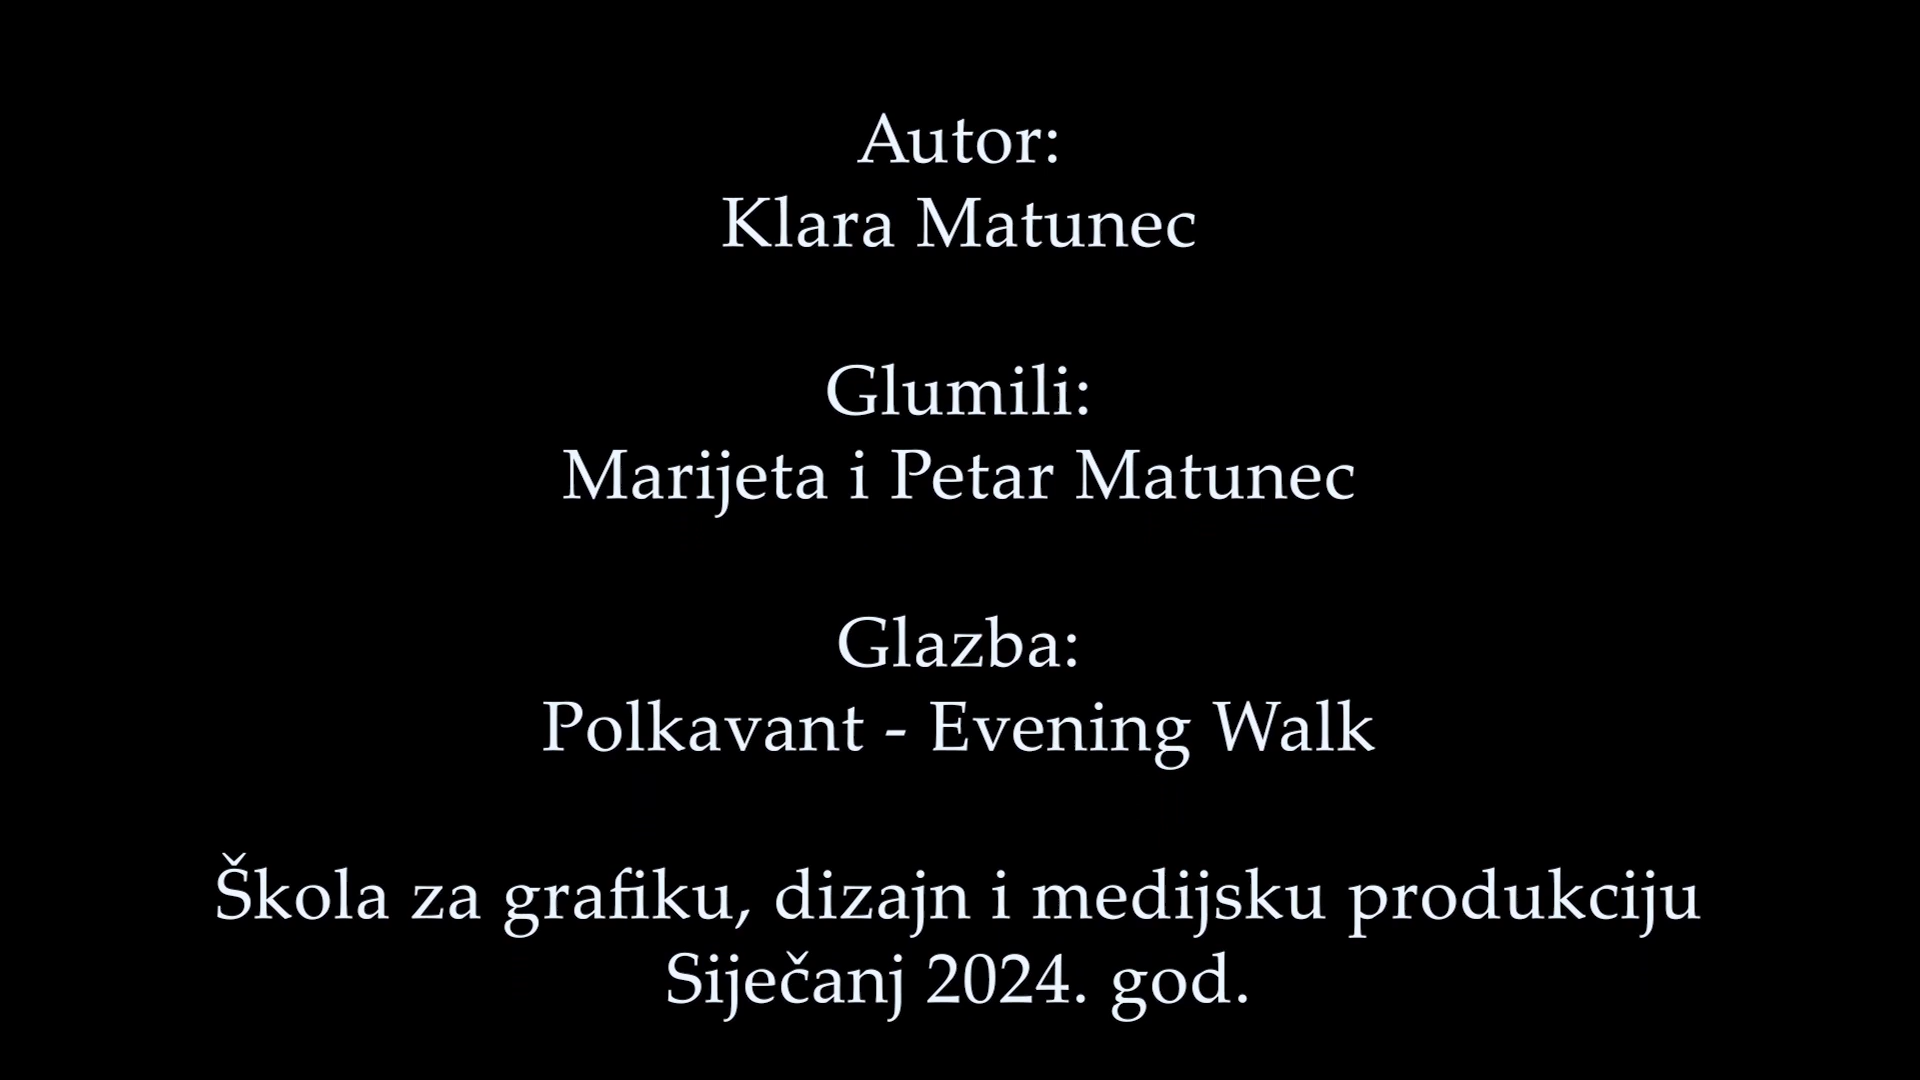 Autor:
Klara Matunec
Glumili:
Marijeta i Petar Matunec
Glazba:
Polkavant - Evening Walk
Škola za grafiku, dizajn i medijsku produkciju
Siječanj 2024. god.